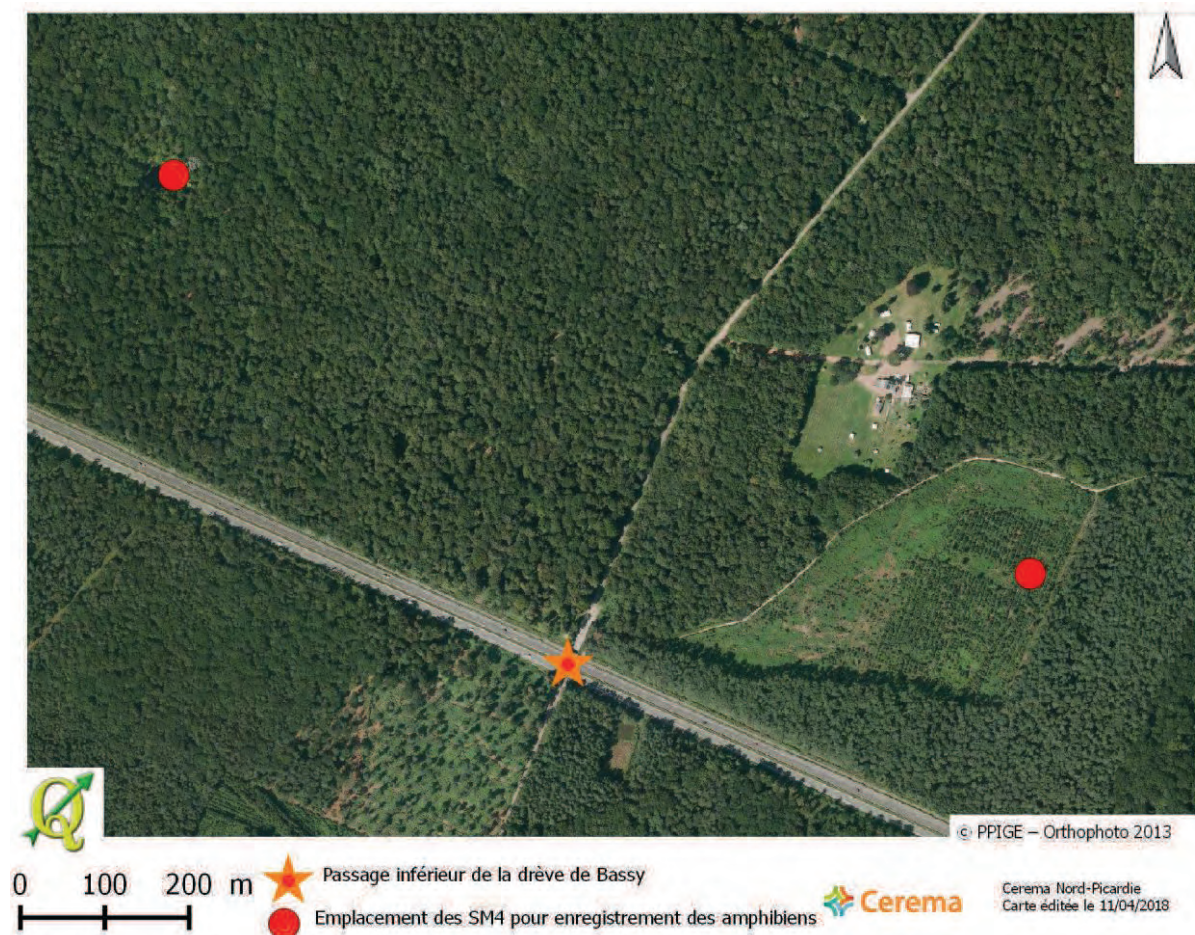 © PPIGE – Orthophoto 2013
0 100 200 m
Passage inférieur de la drève de Bassy
Emplacement des SM4 pour enregistrement des amphibiens
Cerema
Cerema Nord-Picardie
Carte éditée le 11/04/2018